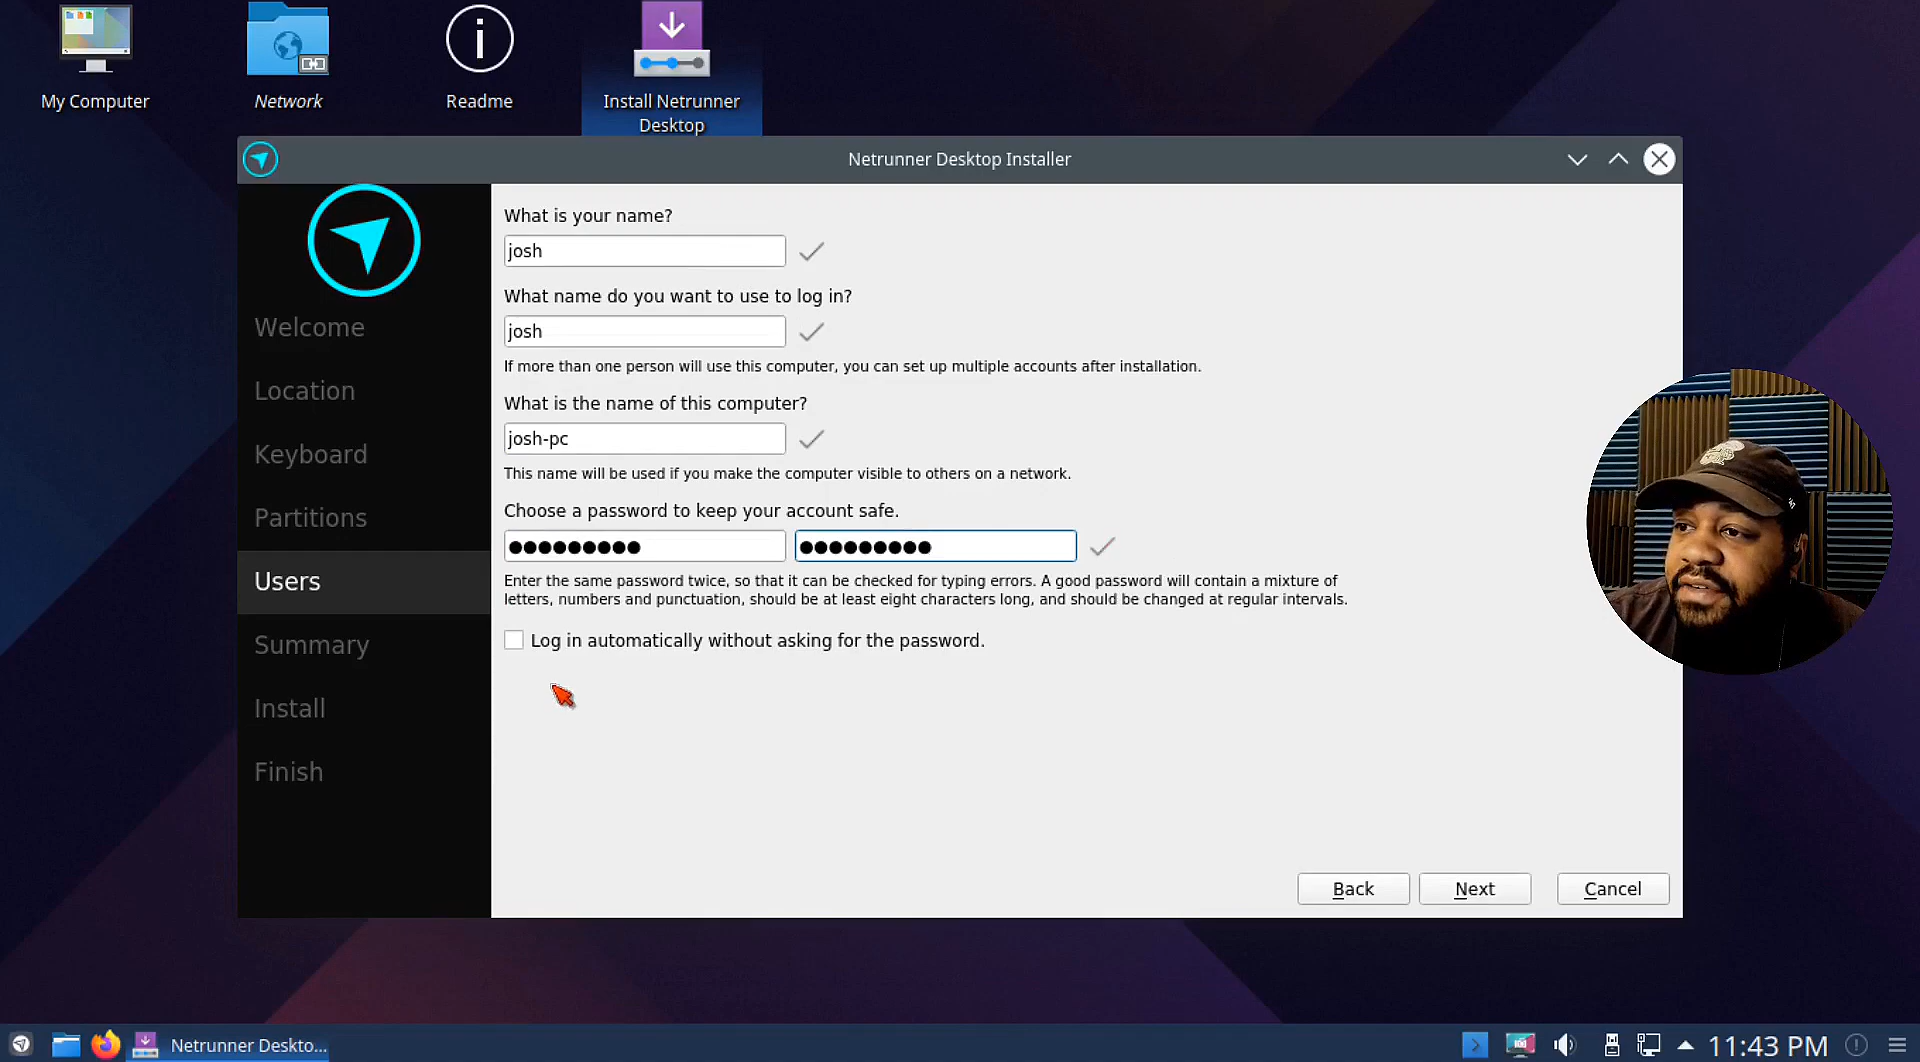 My Computer
Network
Readme
Install Netrunner
Desktop
Netrunner Desktop Installer
What is your name?
josh
What name do you want to use to log in?
josh
If more than one person will use this computer, you can set up multiple accounts after installation.
What is the name of this computer?
josh-pc
This name will be used if you make the computer visible to others on a network.
Choose a password to keep your account safe.
●●●●●●●●● ●●●●●●●●●
Enter the same password twice, so that it can be checked for typing errors. A good password will contain a mixture of
letters, numbers and punctuation, should be at least eight characters long, and should be changed at regular intervals.
Log in automatically without asking for the password.
Welcome
Location
Keyboard
Partitions
Users
Summary
Install
Finish
Back
Next
Cancel
Netrunner Deskto...
11:43 PM